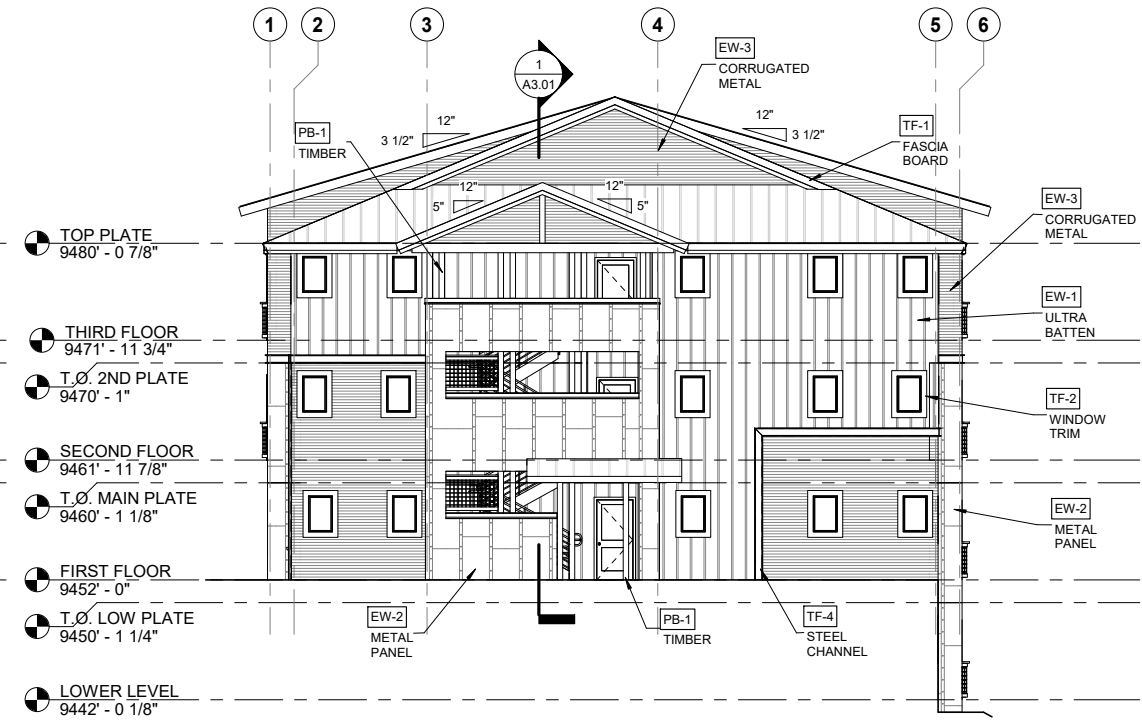 1
2
3
4
5
6
1
A3.01
EW-3
CORRUGATED
METAL
PB-1
TIMBER
12"
3 1/2"
12"
3 1/2"
TF-1
FASCIA
BOARD
12"
5"
12"
5"
EW-3
CORRUGATED
METAL
TOP PLATE
9480' - 0 7/8"
EW-1
ULTRA
BATTEN
THIRD FLOOR
9471' - 11 3/4"
T.O. 2ND PLATE
9470' - 1"
TF-2
WINDOW
TRIM
SECOND FLOOR
9461' - 11 7/8"
T.O. MAIN PLATE
9460' - 1 1/8"
EW-2
METAL
PANEL
FIRST FLOOR
9452' - 0"
T.O. LOW PLATE
9450' - 1 1/4"
EW-2
METAL
PANEL
PB-1
TIMBER
TF-4
STEEL
CHANNEL
LOWER LEVEL
9442' - 0 1/8"